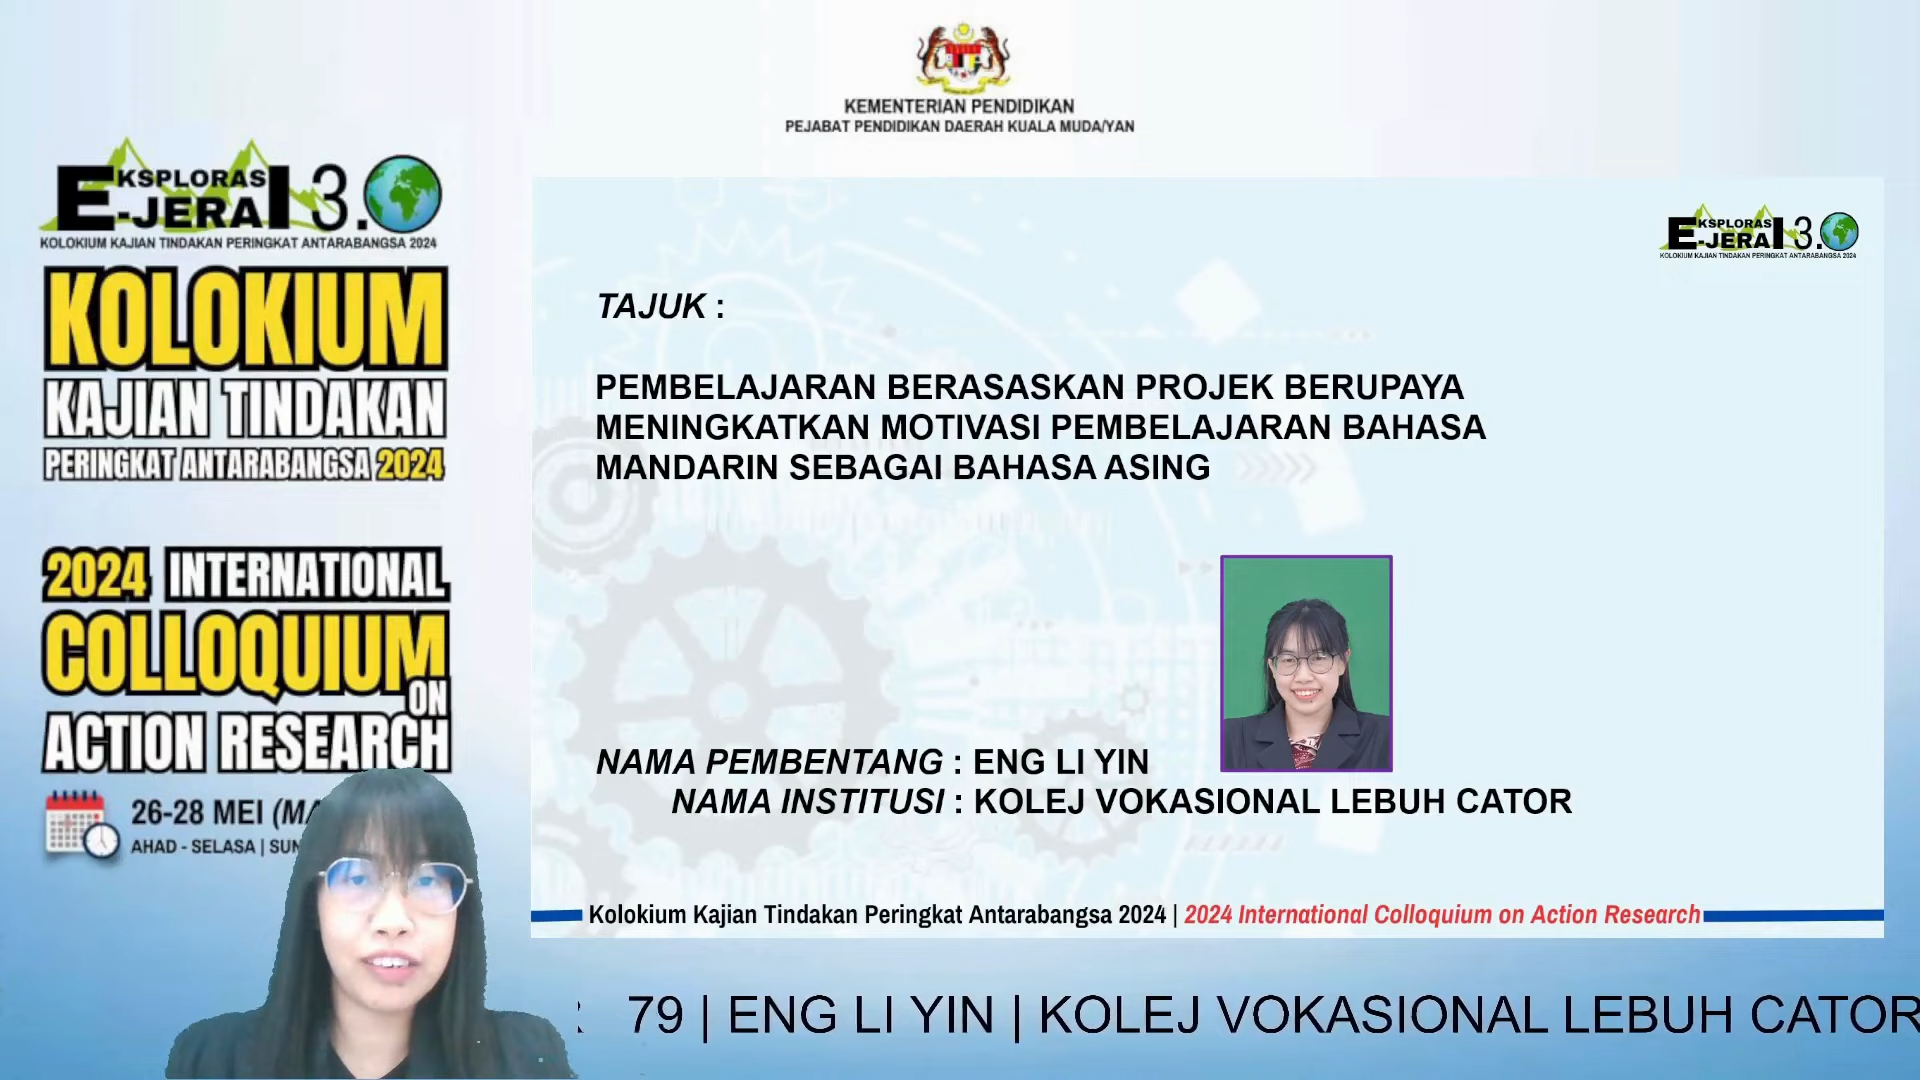 KEMENTERIAN PENDIDIKAN
PEJABAT PENDIDIKAN DAERAH KUALA MUDA/YAN
EKSPLORASI
E-JERAI 3.0
KOLOKIUM KAJIAN TINDAKAN PERINGKAT ANTARABANGSA 2024
KOLOKIUM
KAJIAN TINDAKAN
PERINGKAT ANTARABANGSA 2024
2024 INTERNATIONAL
COLLOQUIUM
ON
ACTION RESEARCH
26-28 MEI
AHAD - SELASA |
EKSPLORASI
E-JERAI 3.0
KOLOKIUM KAJIAN TINDAKAN PERINGKAT ANTARABANGSA 2024
TAJUK :
PEMBELAJARAN BERASASKAN PROJEK BERUPAYA
MENINGKATKAN MOTIVASI PEMBELAJARAN BAHASA
MANDARIN SEBAGAI BAHASA ASING
NAMA PEMBENTANG : ENG LI YIN
NAMA INSTITUSI : KOLEJ VOKASIONAL LEBUH CATOR
Kolokium Kajian Tindakan Peringkat Antarabangsa 2024 | 2024 International Colloquium on Action Research
79 | ENG LI YIN | KOLEJ VOKASIONAL LEBUH CATOR